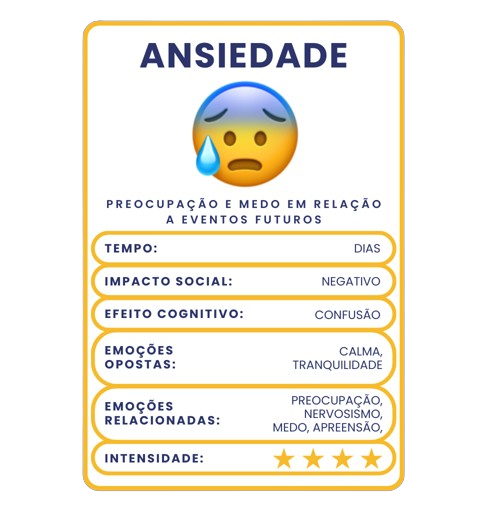 ANSIEDADE
PREOCUPAÇÃO E MEDO EM RELAÇÃO
A EVENTOS FUTUROS
TEMPO: DIAS
IMPACTO SOCIAL: NEGATIVO
EFEITO COGNITIVO: CONFUSÃO
EMOÇÕES
OPOSTAS:
CALMA,
TRANQUILIDADE
EMOÇÕES
RELACIONADAS:
PREOCUPAÇÃO,
NERVOSISMO,
MEDO, APREENSÃO,
INTENSIDADE: